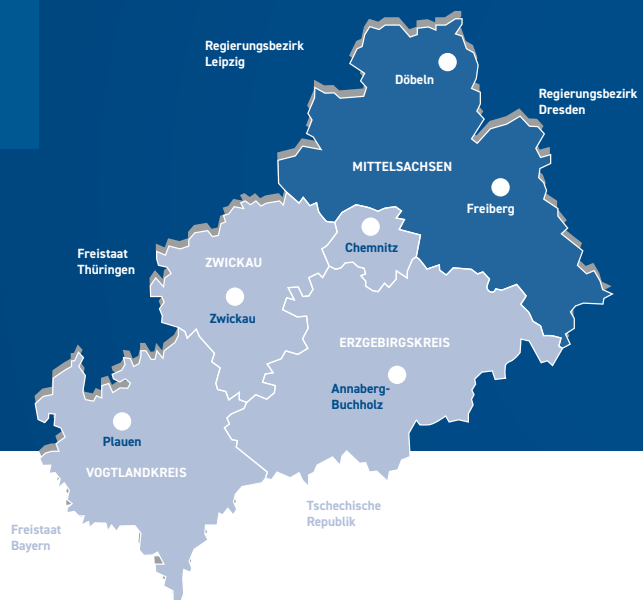 Regierungsbezirk
Leipzig
Döbeln
Regierungsbezirk
Dresden
MITTELSACHSEN
Freiberg
Chemnitz
Freistaat
Thüringen
ZWICKAU
Zwickau
ERZGEBIRGSKREIS
Annaberg-
Buchholz
Plauen
VOGTLANDKREIS
Tschechische
Republik
Freistaat
Bayern